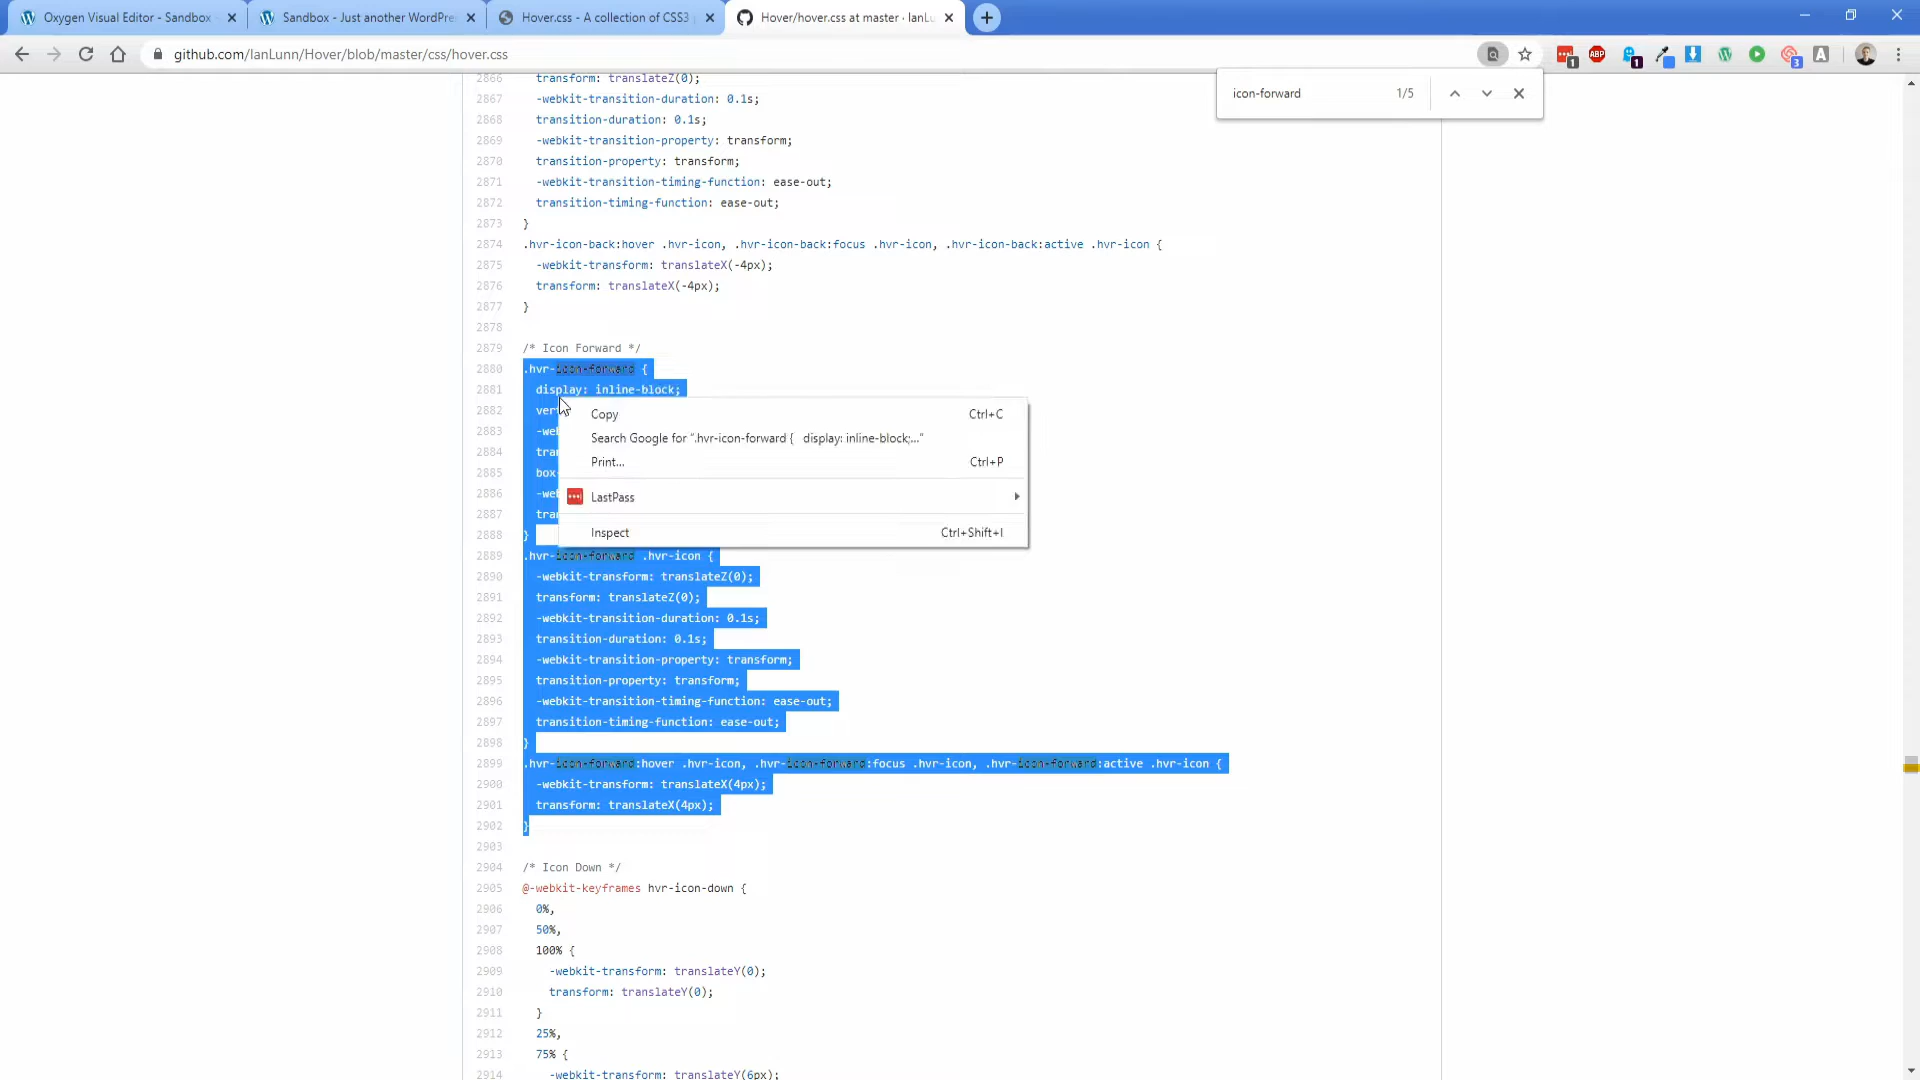 Oxygen Visual Editor - Sandbox
Sandbox - Just another WordPre
Hover.css - A collection of CSS3
Hover/hover.css at master · IanLu
github.com/IanLunn/Hover/blob/master/css/hover.css
icon-forward 1/5
2866 transform: translateZ(0);
2867 -webkit-transition-duration: 0.1s;
2868 transition-duration: 0.1s;
2869 -webkit-transition-property: transform;
2870 transition-property: transform;
2871 -webkit-transition-timing-function: ease-out;
2872 transition-timing-function: ease-out;
2873 }
2874 .hvr-icon-back:hover .hvr-icon, .hvr-icon-back:focus .hvr-icon, .hvr-icon-back:active .hvr-icon {
2875 -webkit-transform: translateX(-4px);
2876 transform: translateX(-4px);
2877 }
2878
2879 /* Icon Forward */
2880 .hvr-icon-forward {
2881 display: inline-block;
2882 ver
2883 -we
2884 tra
2885 box
2886 -we
2887 tra
2888 }
Copy Ctrl+C
Search Google for ".hvr-icon-forward { display: inline-block;..."
Print... Ctrl+P
LastPass
Inspect Ctrl+Shift+I
2889 .hvr-icon-forward .hvr-icon {
2890 -webkit-transform: translateZ(0);
2891 transform: translateZ(0);
2892 -webkit-transition-duration: 0.1s;
2893 transition-duration: 0.1s;
2894 -webkit-transition-property: transform;
2895 transition-property: transform;
2896 -webkit-transition-timing-function: ease-out;
2897 transition-timing-function: ease-out;
2898 }
2899 .hvr-icon-forward:hover .hvr-icon, .hvr-icon-forward:focus .hvr-icon, .hvr-icon-forward:active .hvr-icon {
2900 -webkit-transform: translateX(4px);
2901 transform: translateX(4px);
2902 }
2903
2904 /* Icon Down */
2905 @-webkit-keyframes hvr-icon-down {
2906 0%,
2907 50%,
2908 100% {
2909 -webkit-transform: translateY(0);
2910 transform: translateY(0);
2911 }
2912 25%,
2913 75% {
2914 -webkit-transform: translateY(6px);